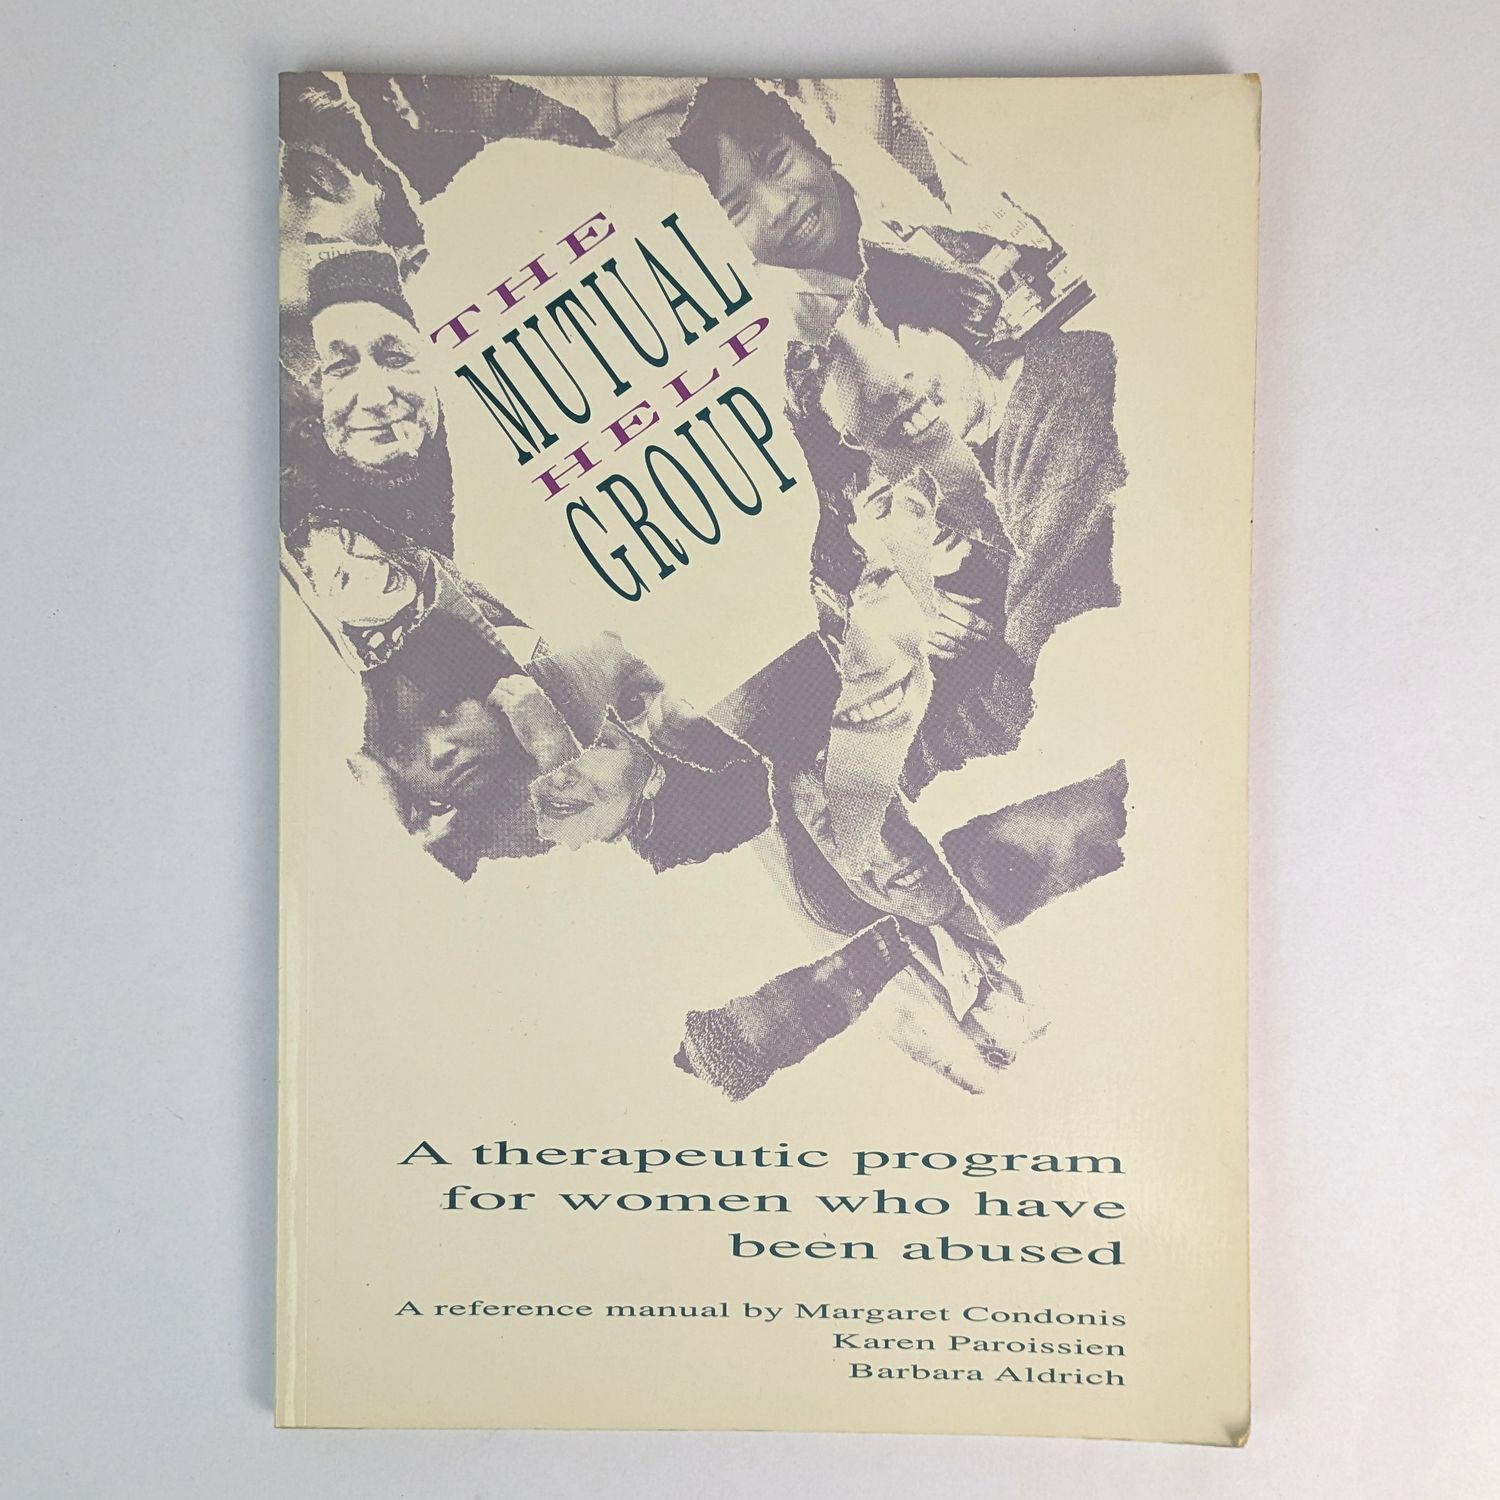 THE
MUTUAL
HELP
GROUP
A therapeutic program
for women who have
been abused
A reference manual by Margaret Condonis
Karen Paroissien
Barbara Aldrich